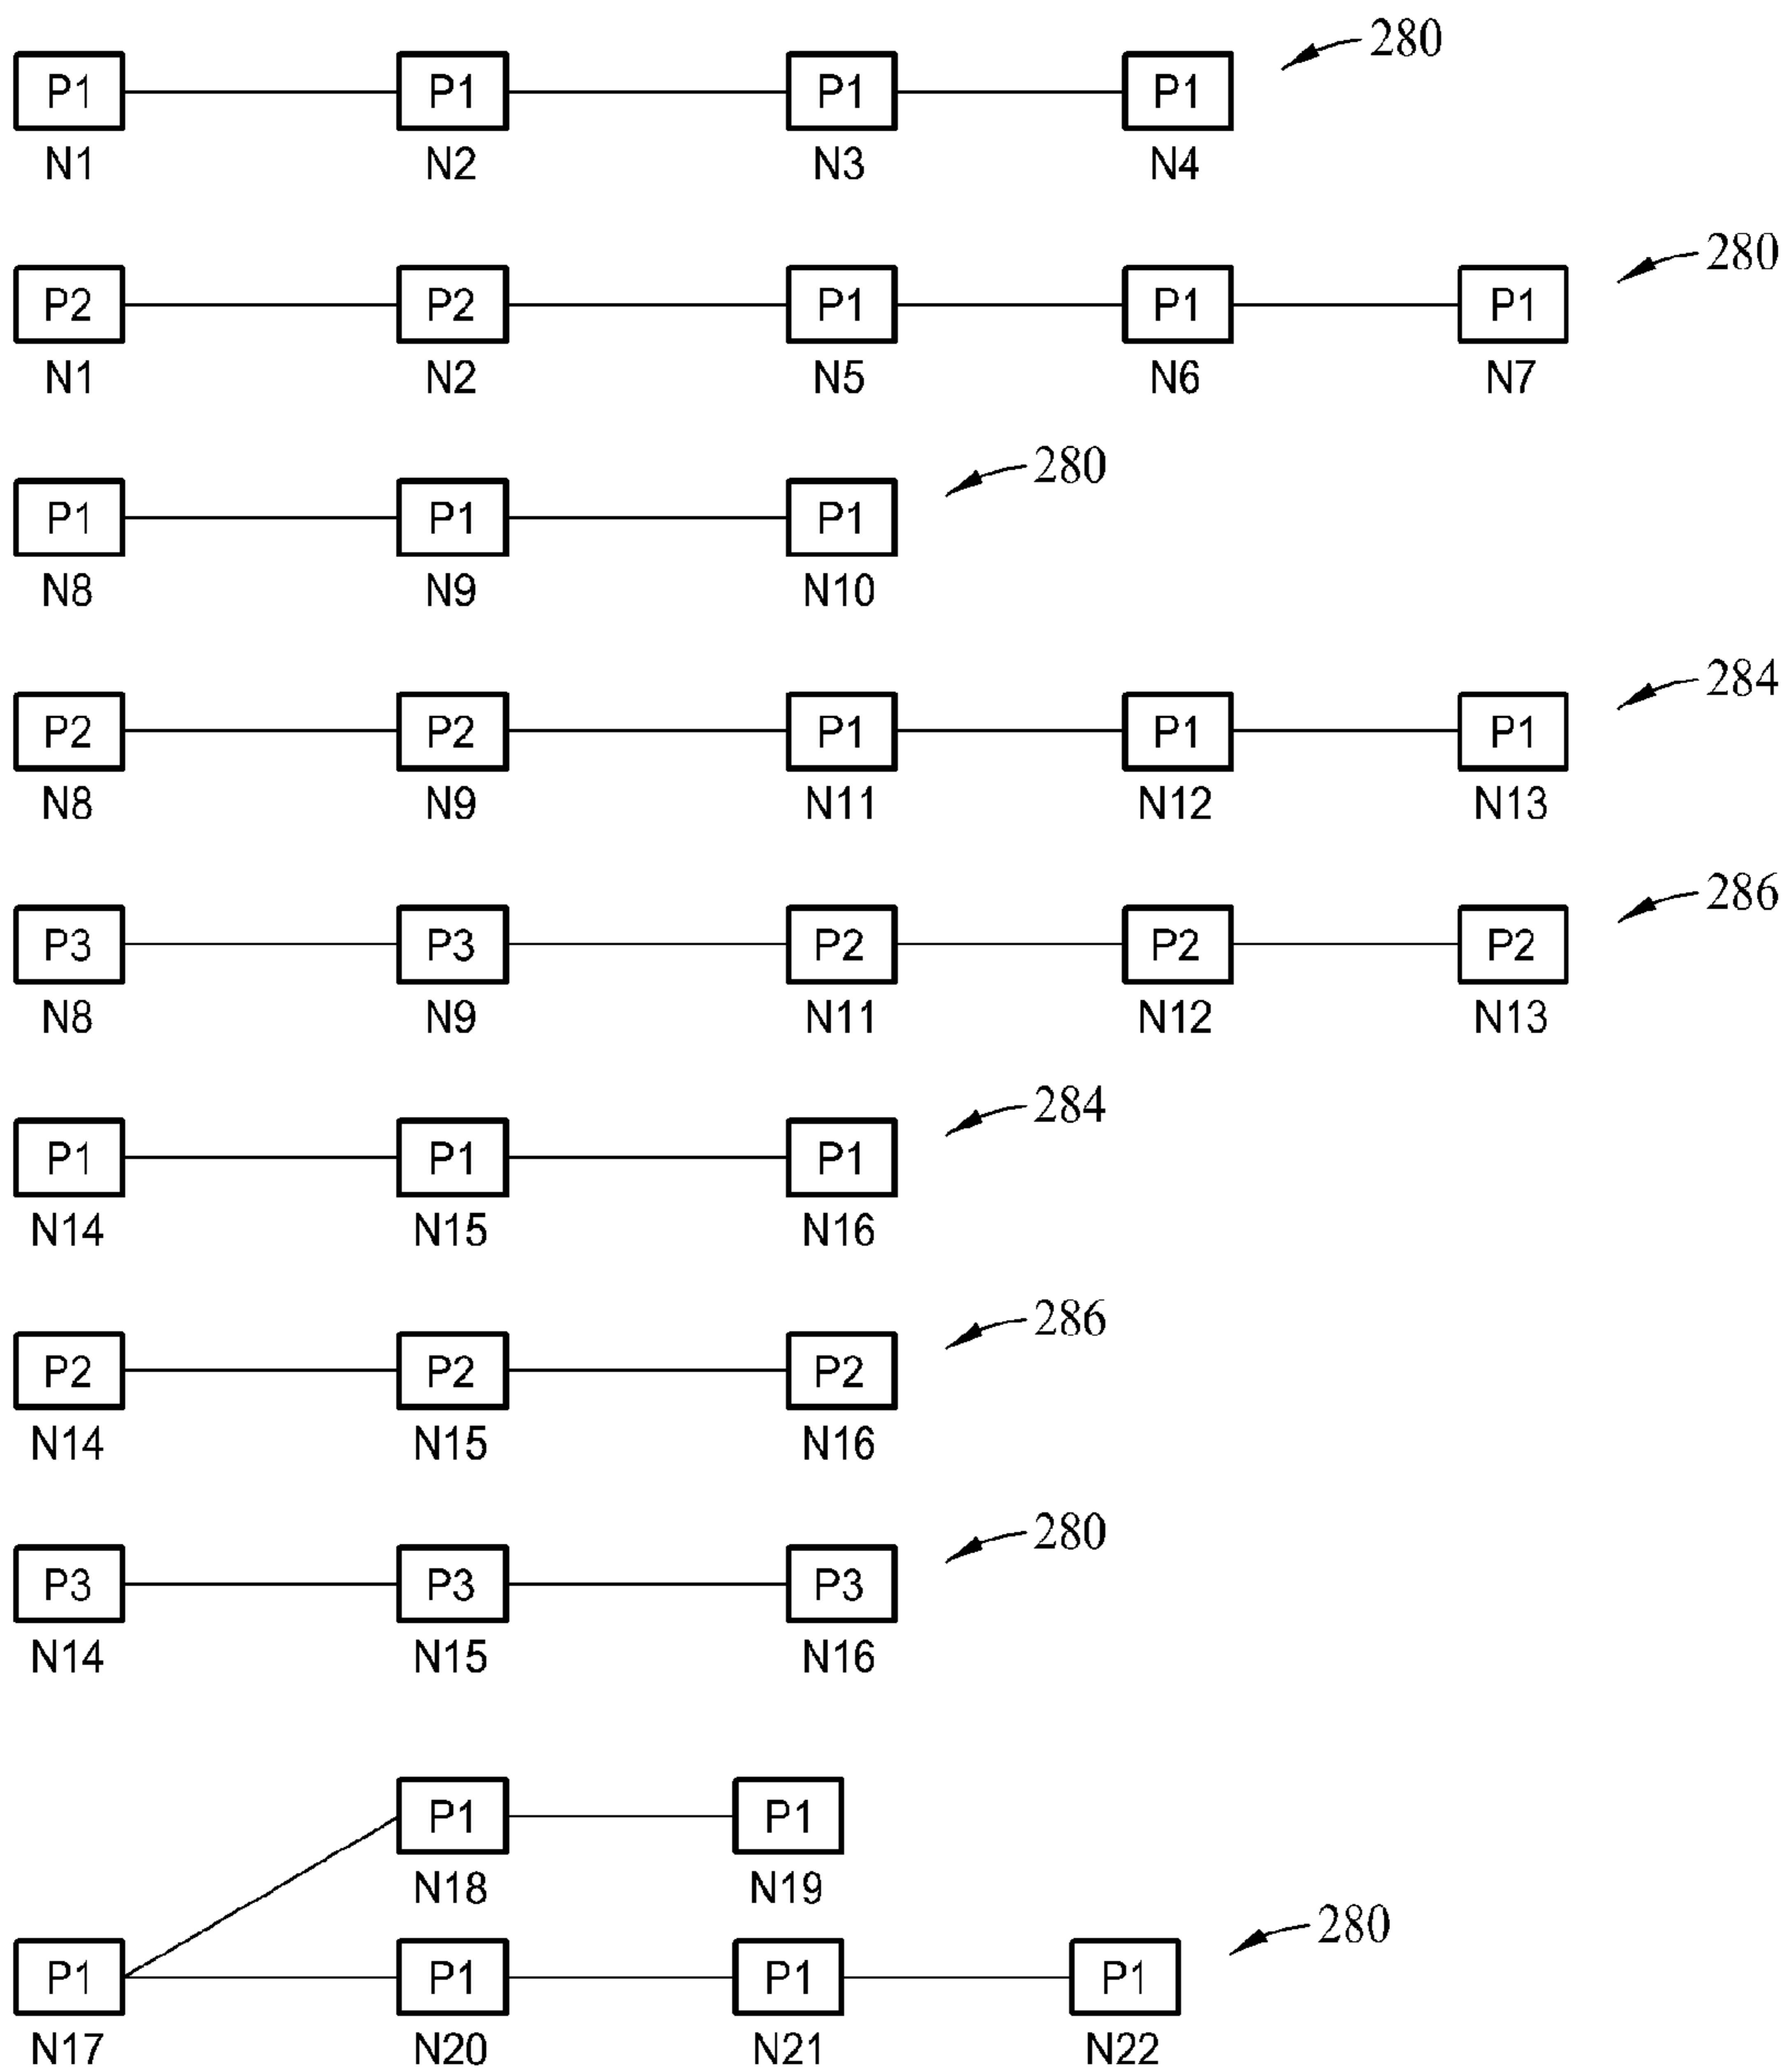 280
P1 P1 P1 P1
N1 N2 N3 N4
280
P2 P2 P1 P1 P1
N1 N2 N5 N6 N7
280
P1 P1 P1
N8 N9 N10
284
P2 P2 P1 P1 P1
N8 N9 N11 N12 N13
286
P3 P3 P2 P2 P2
N8 N9 N11 N12 N13
284
P1 P1 P1
N14 N15 N16
286
P2 P2 P2
N14 N15 N16
280
P3 P3 P3
N14 N15 N16
P1 P1
N18 N19
280
P1 P1 P1 P1
N17 N20 N21 N22